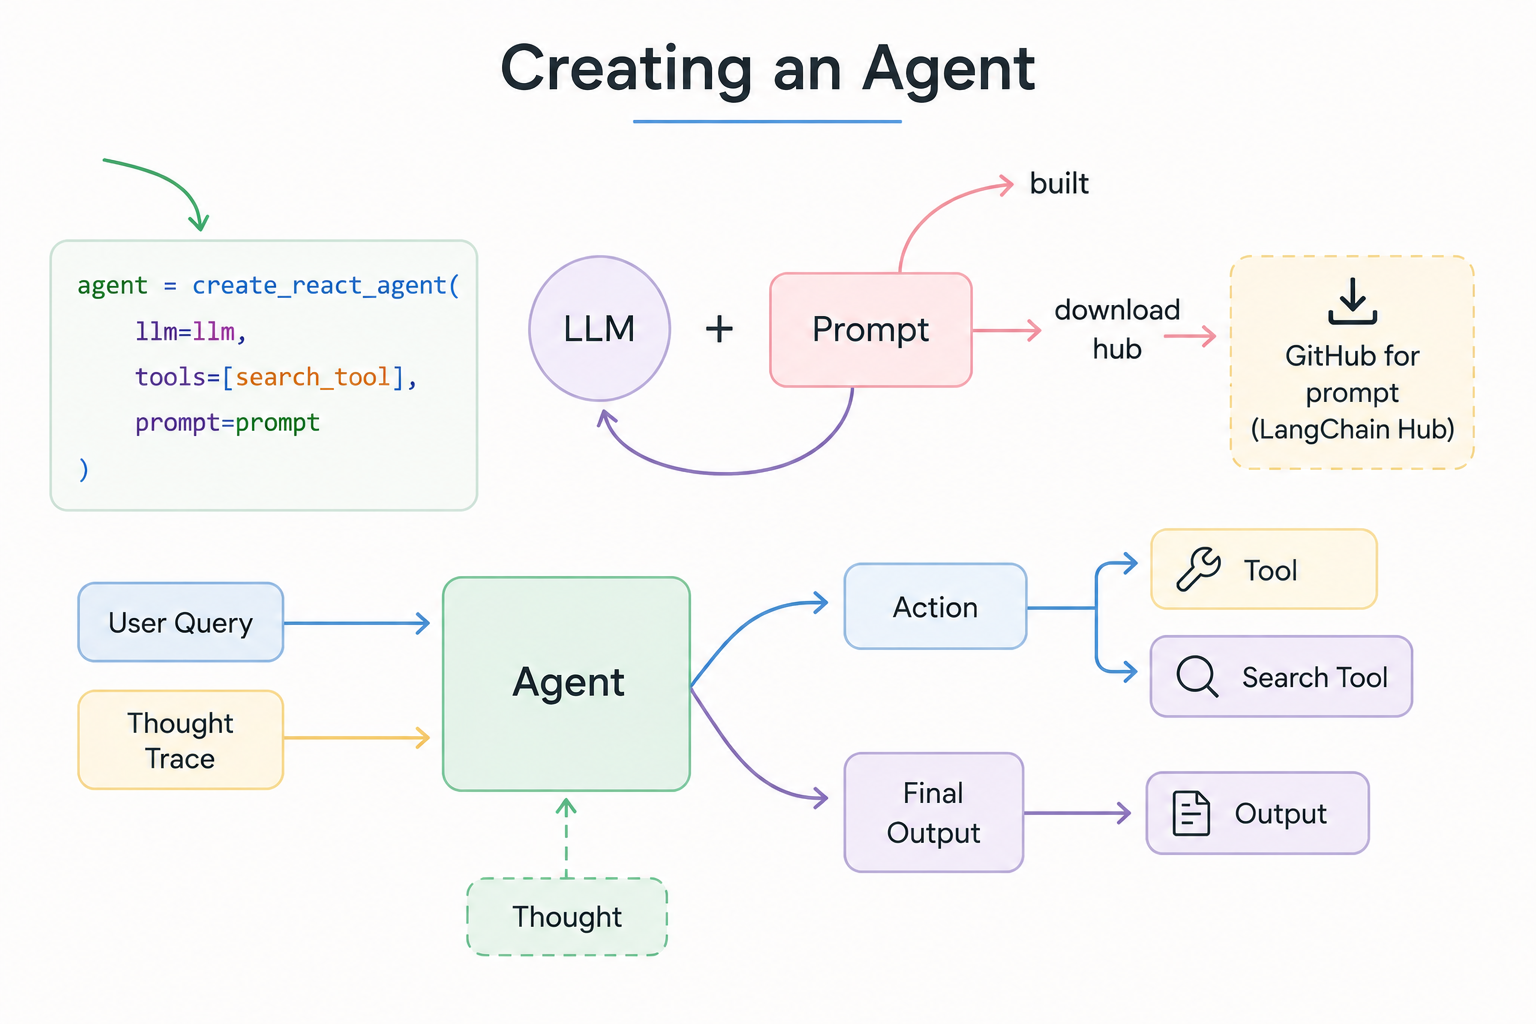 Creating an Agent
agent = create_react_agent(
llm=llm,
tools=[search_tool],
prompt=prompt
)
LLM
+
Prompt
built
download
hub
GitHub for
prompt
(LangChain Hub)
User Query
Thought
Trace
Agent
Thought
Action
Tool
Search Tool
Final
Output
Output